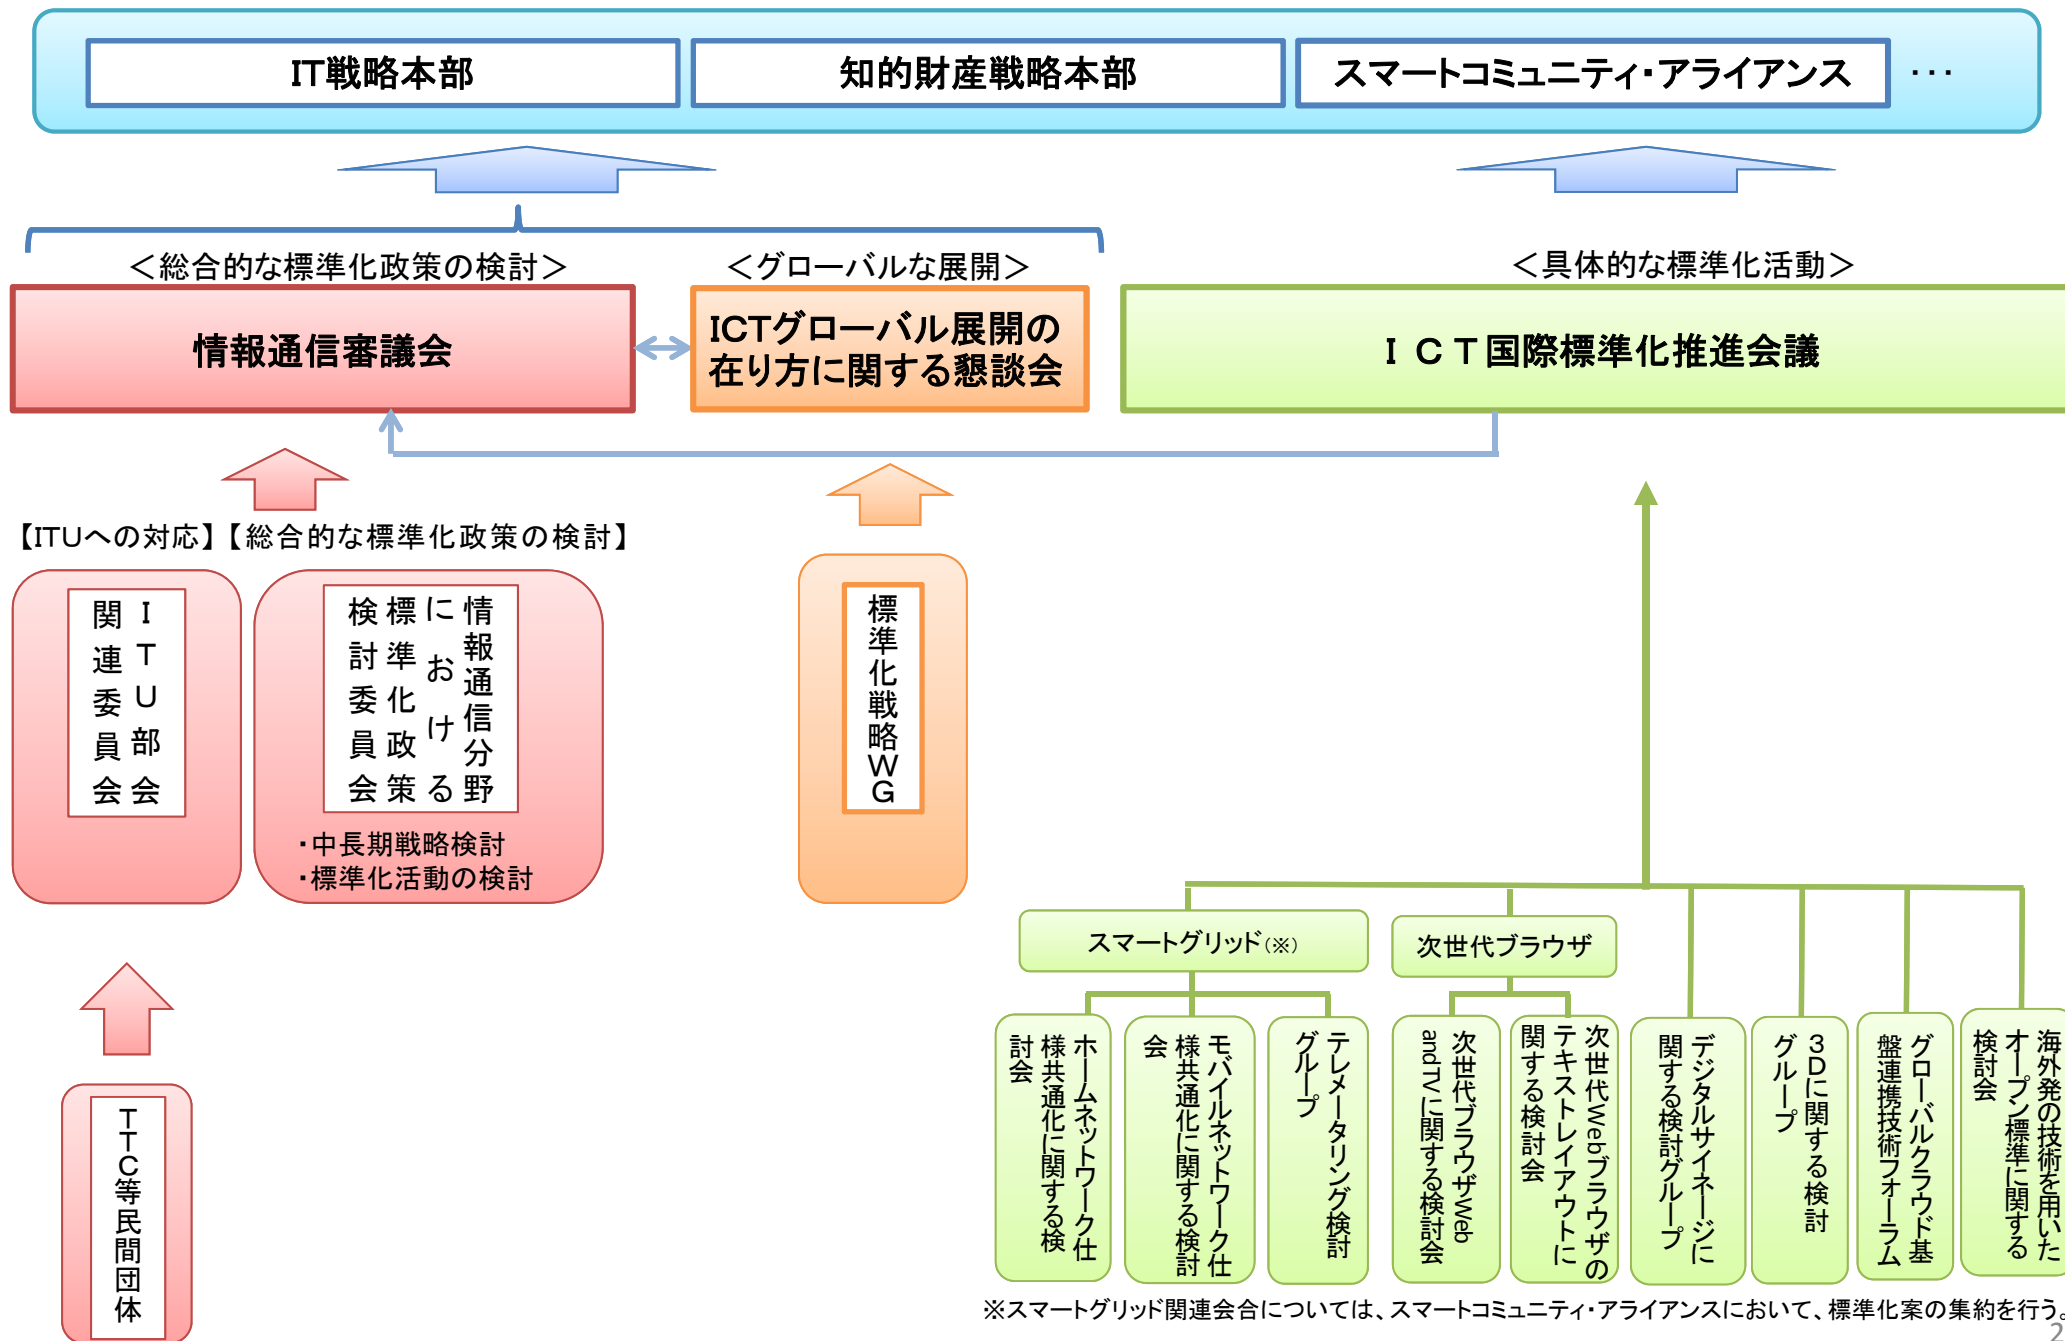 IT戦略本部
知的財産戦略本部
スマートコミュニティ・アライアンス
・・・
＜総合的な標準化政策の検討＞
＜グローバルな展開＞
＜具体的な標準化活動＞
情報通信審議会
ICTグローバル展開の
在り方に関する懇談会
ＩＣＴ国際標準化推進会議
【ITUへの対応】
【総合的な標準化政策の検討】
ＩＴＵ部会
関連委員会
情報通信分野
における
標準化政策
検討委員会
・中長期戦略検討
・標準化活動の検討
標準化戦略ＷＧ
ＴＴＣ等民間団体
スマートグリッド(※)
次世代ブラウザ
ホームネットワーク仕
様共通化に関する検
討会
モバイルネットワーク仕
様共通化に関する検討
会
テレメータリング検討
グループ
次世代ブラウザWeb
and TVに関する検討会
次世代Webブラウザの
テキストレイアウトに
関する検討会
デジタルサイネージに
関する検討グループ
３Ｄに関する検討
グループ
グローバルクラウド基
盤連携技術フォーラム
海外発の技術を用いた
オープン標準に関する
検討会
※スマートグリッド関連会合については、スマートコミュニティ・アライアンスにおいて、標準化案の集約を行う。
2